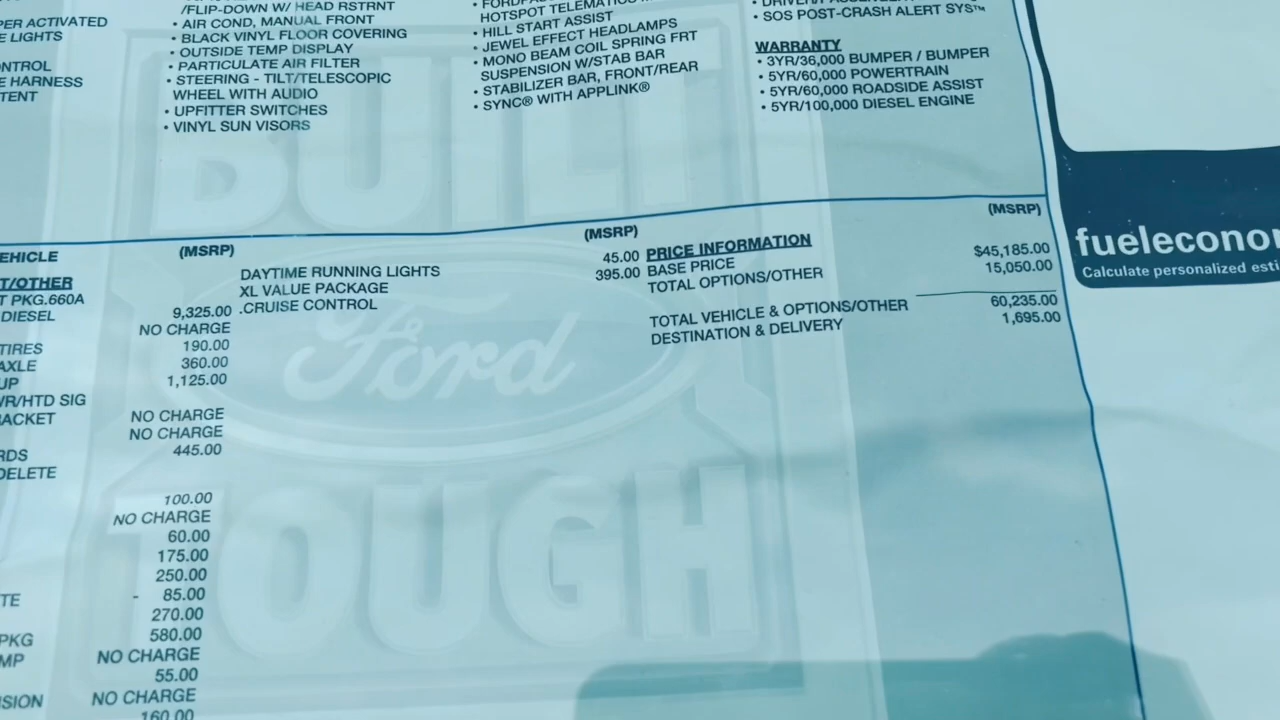 /FLIP-DOWN W/ HEAD RSTRNT
• AIR COND, MANUAL FRONT
• BLACK VINYL FLOOR COVERING
• OUTSIDE TEMP DISPLAY
• PARTICULATE AIR FILTER
• STEERING - TILT/TELESCOPIC
WHEEL WITH AUDIO
• UPFITTER SWITCHES
• VINYL SUN VISORS
PER ACTIVATED
E LIGHTS
ONTROL
E HARNESS
TENT
HOTSPOT TELEMATICS
• HILL START ASSIST
• JEWEL EFFECT HEADLAMPS
• MONO BEAM COIL SPRING FRT
SUSPENSION W/STAB BAR
• STABILIZER BAR, FRONT/REAR
• SYNC® WITH APPLINK®
• SOS POST-CRASH ALERT SYS™
WARRANTY
• 3YR/36,000 BUMPER / BUMPER
• 5YR/60,000 POWERTRAIN
• 5YR/60,000 ROADSIDE ASSIST
• 5YR/100,000 DIESEL ENGINE
BUILT
Ford
TOUGH
EHICLE (MSRP)
T/OTHER
T PKG.660A
DIESEL 9,325.00
NO CHARGE
TIRES 190.00
AXLE 360.00
UP 1,125.00
WR/HTD SIG
ACKET NO CHARGE
NO CHARGE
RDS 445.00
DELETE
100.00
NO CHARGE
60.00
175.00
250.00
TE - 85.00
270.00
PKG 580.00
MP NO CHARGE
55.00
SION NO CHARGE
160.00
(MSRP)
DAYTIME RUNNING LIGHTS 45.00
XL VALUE PACKAGE 395.00
.CRUISE CONTROL
PRICE INFORMATION (MSRP)
BASE PRICE $45,185.00
TOTAL OPTIONS/OTHER 15,050.00
TOTAL VEHICLE & OPTIONS/OTHER 60,235.00
DESTINATION & DELIVERY 1,695.00
fuelecono
Calculate personalized esti